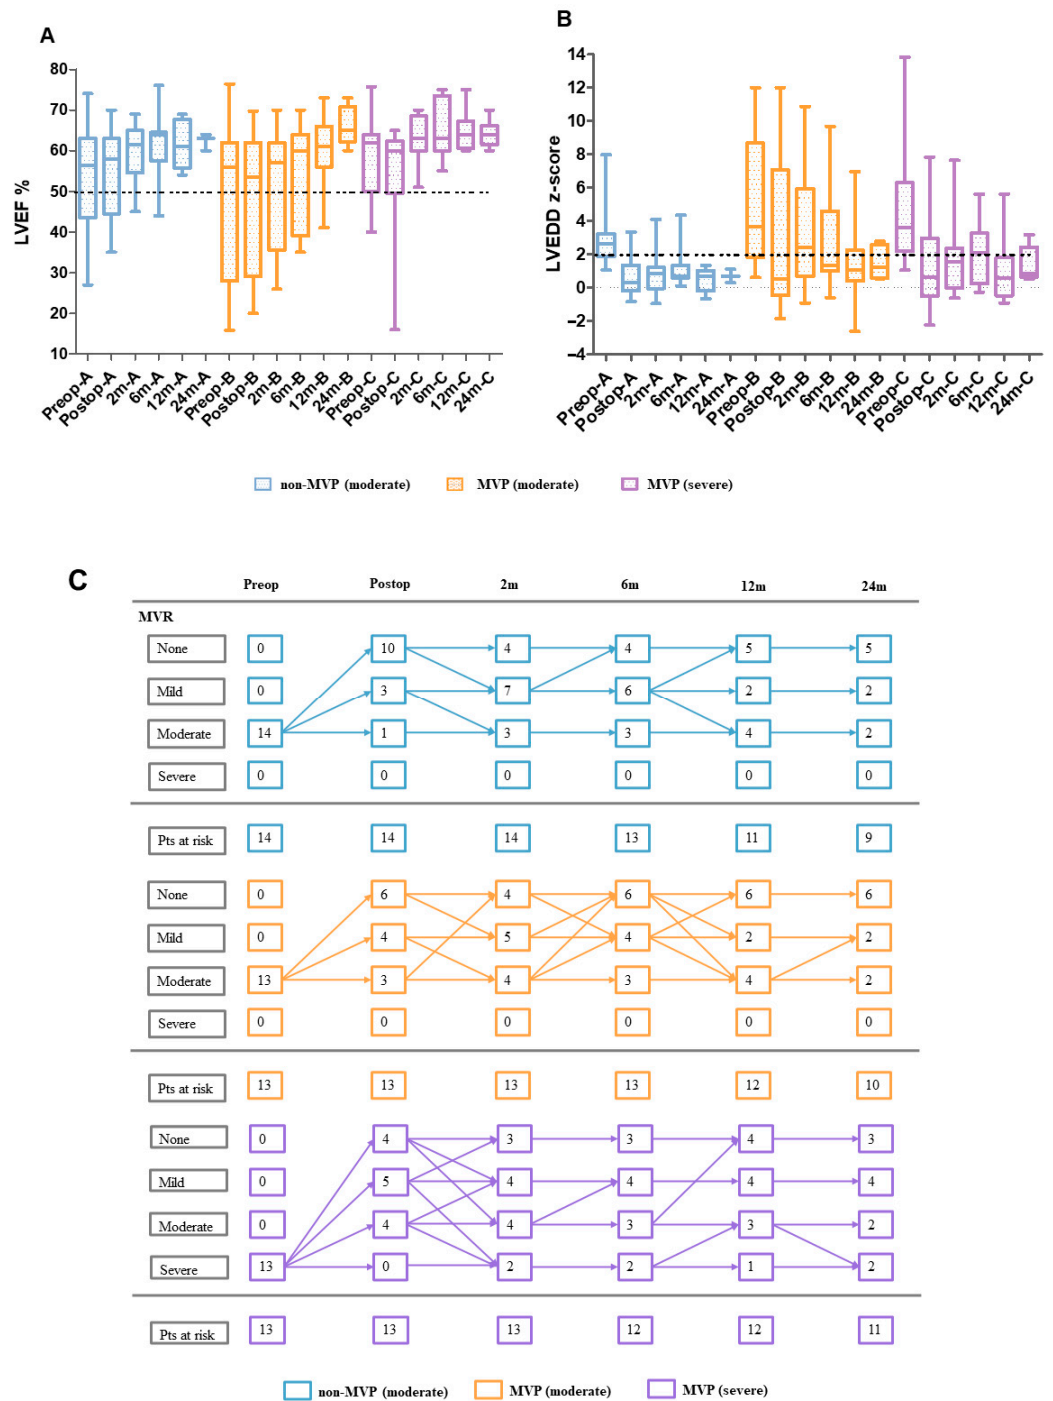 A
LVEF %
80
70
60
50
40
30
20
10
Preop-A
Postop-A
2m-A
6m-A
12m-A
24m-A
Preop-B
Postop-B
2m-B
6m-B
12m-B
24m-B
Preop-C
Postop-C
2m-C
6m-C
12m-C
24m-C
B
LVEDD z-score
14
12
10
8
6
4
2
0
−2
−4
Preop-A
Postop-A
2m-A
6m-A
12m-A
24m-A
Preop-B
Postop-B
2m-B
6m-B
12m-B
24m-B
Preop-C
Postop-C
2m-C
6m-C
12m-C
24m-C
non-MVP (moderate) MVP (moderate) MVP (severe)
C
Preop Postop 2m 6m 12m 24m
MVR
None 0 10 4 4 5 5
Mild 0 3 7 6 2 2
Moderate 14 1 3 3 4 2
Severe 0 0 0 0 0 0
Pts at risk 14 14 14 13 11 9
None 0 6 4 6 6 6
Mild 0 4 5 4 2 2
Moderate 13 3 4 3 4 2
Severe 0 0 0 0 0 0
Pts at risk 13 13 13 13 12 10
None 0 4 3 3 4 3
Mild 0 5 4 4 4 4
Moderate 0 4 4 3 3 2
Severe 13 0 2 2 1 2
Pts at risk 13 13 13 12 12 11
non-MVP (moderate) MVP (moderate) MVP (severe)